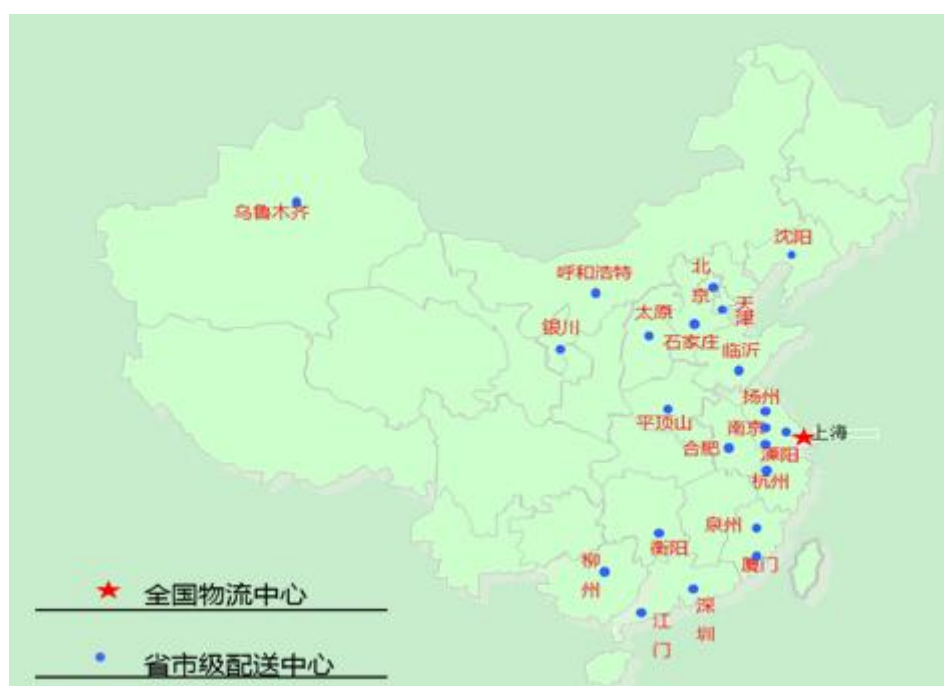 乌鲁木齐
沈阳
呼和浩特
北京
天津
太原
银川
石家庄
临沂
扬州
平顶山
南京
上海
合肥
溧阳
杭州
泉州
衡阳
厦门
柳州
深圳
江门
全国物流中心
省市级配送中心